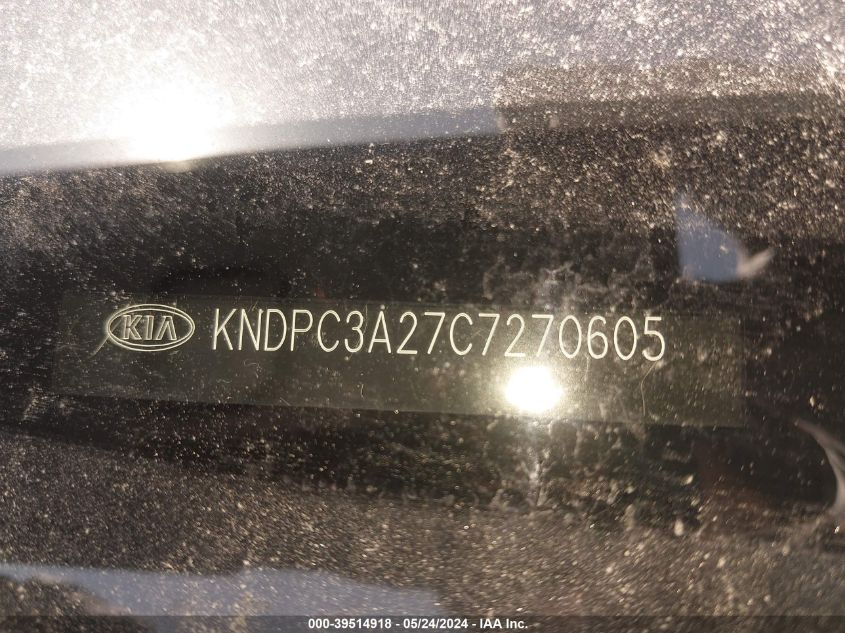 KIA KNDPC3A27C7270605
000-39514918 - 05/24/2024 - IAA Inc.